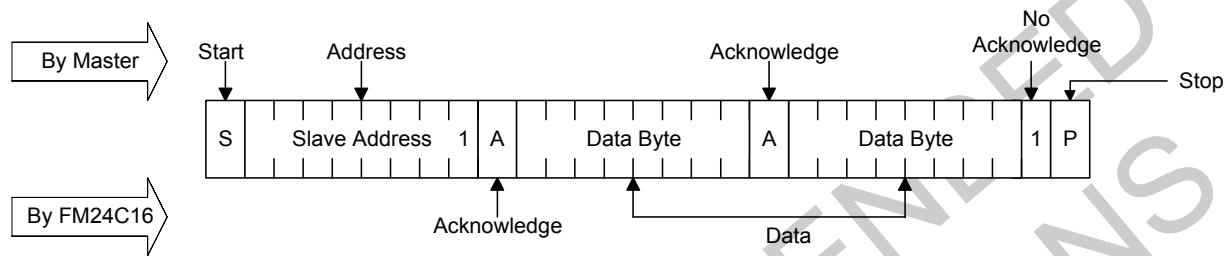 No
Acknowledge
By Master
Start
Address
Acknowledge
Stop
S
Slave Address
1
A
Data Byte
A
Data Byte
1
P
By FM24C16
Acknowledge
Data